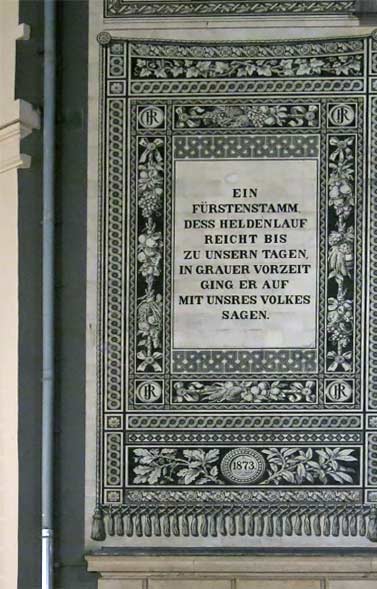 EIN
FÜRSTENSTAMM,
DESS HELDENLAUF
REICHT BIS
ZU UNSERN TAGEN,
IN GRAUER VORZEIT
GING ER AUF
MIT UNSRES VOLKES
SAGEN.
1873.